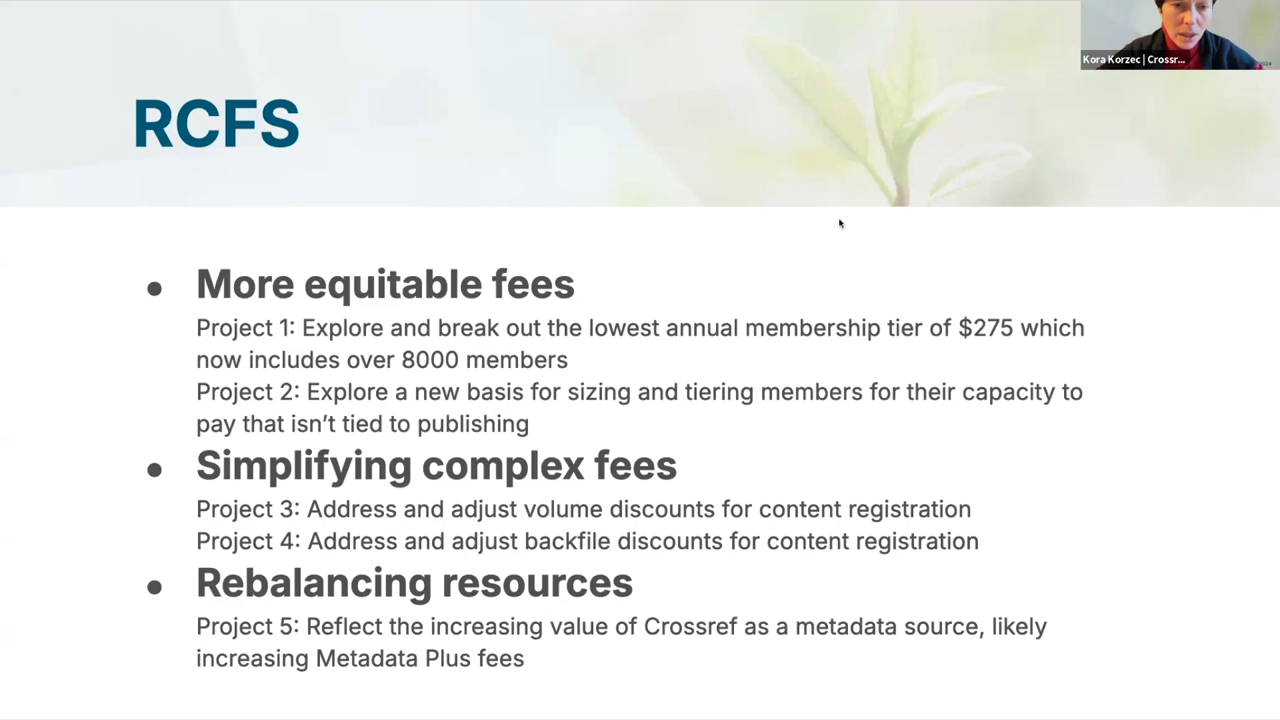 Kora Korzec | Crossr...
RCFS
More equitable fees
Project 1: Explore and break out the lowest annual membership tier of $275 which
now includes over 8000 members
Project 2: Explore a new basis for sizing and tiering members for their capacity to
pay that isn’t tied to publishing
Simplifying complex fees
Project 3: Address and adjust volume discounts for content registration
Project 4: Address and adjust backfile discounts for content registration
Rebalancing resources
Project 5: Reflect the increasing value of Crossref as a metadata source, likely
increasing Metadata Plus fees